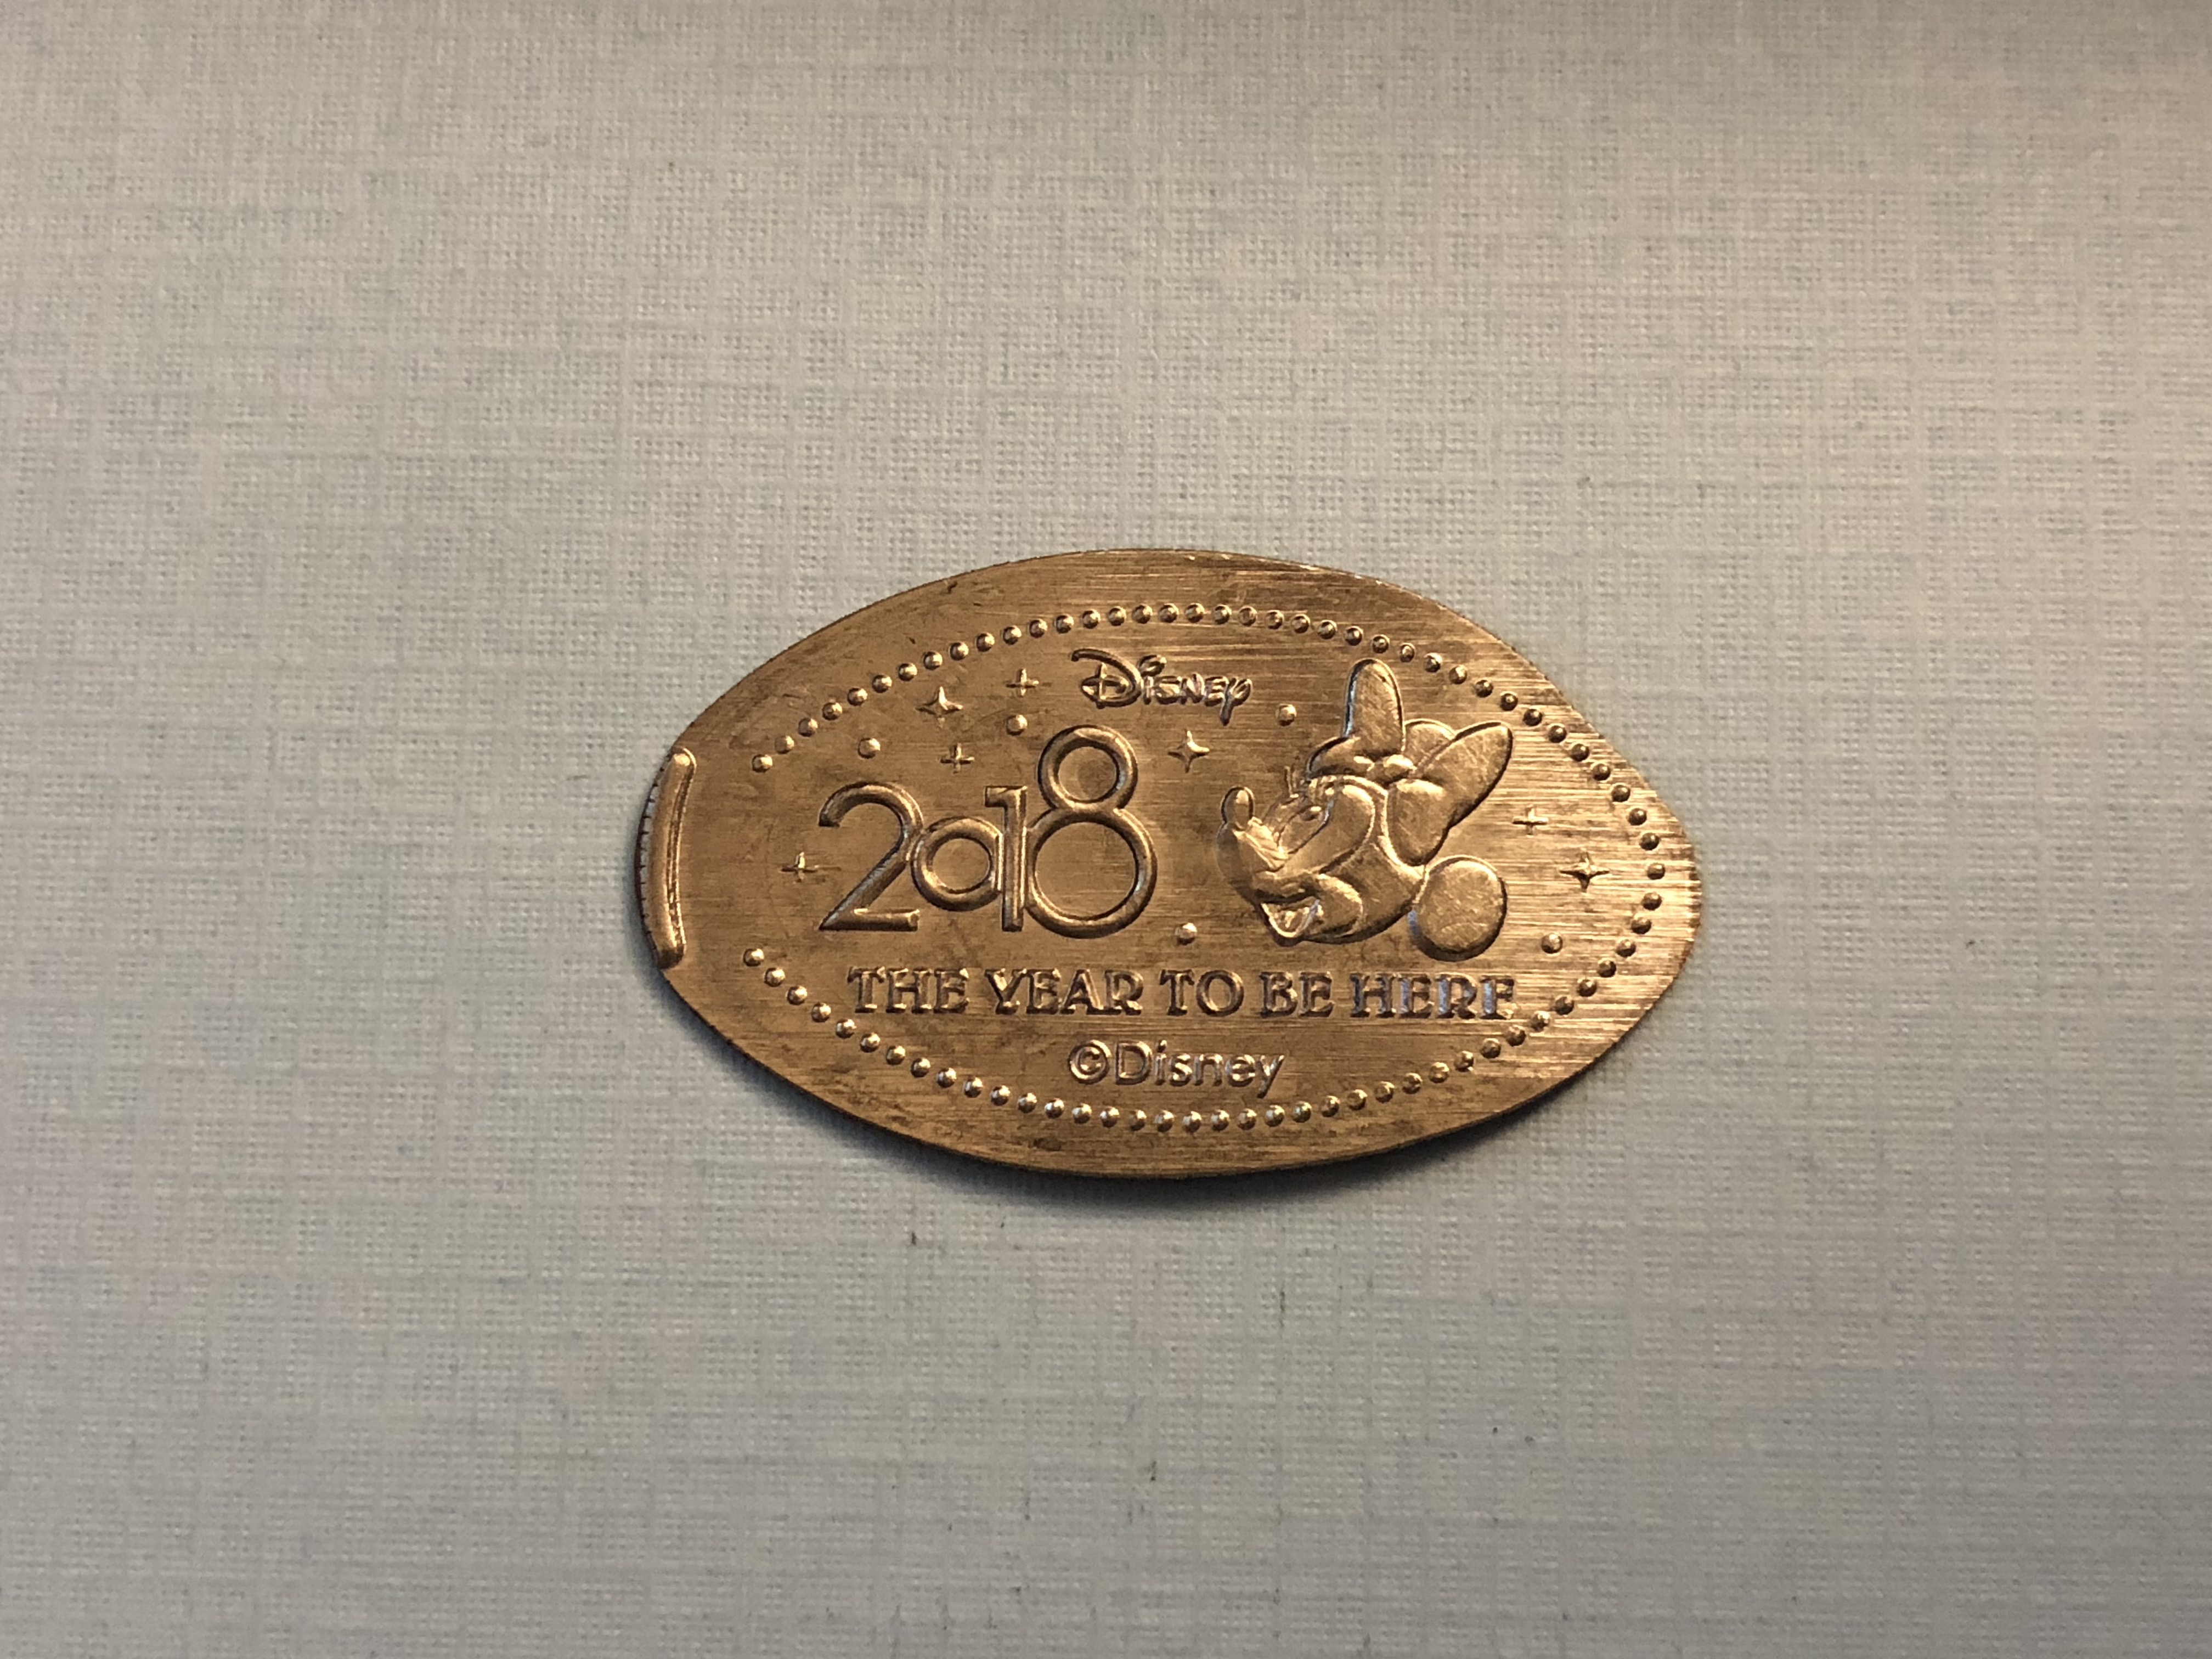 Disney
2018
THE YEAR TO BE HERE
©Disney